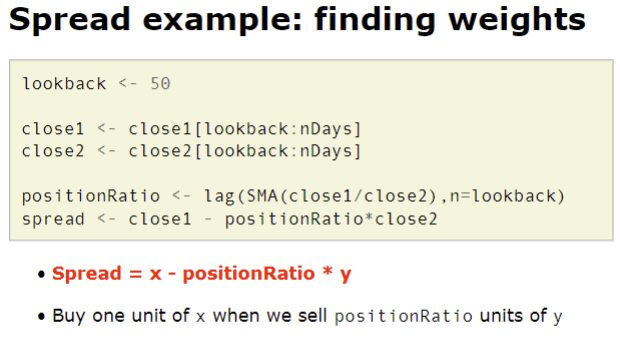 Spread example: finding weights
lookback <- 50
close1 <- close1[lookback:nDays]
close2 <- close2[lookback:nDays]
positionRatio <- lag(SMA(close1/close2),n=lookback)
spread <- close1 - positionRatio*close2
• Spread = x - positionRatio * y
• Buy one unit of x when we sell positionRatio units of y